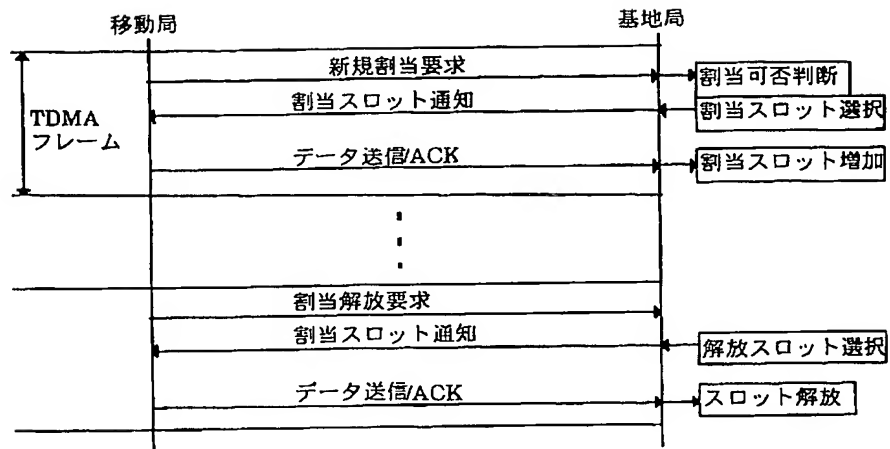 移動局
基地局
新規割当要求
割当可否判断
割当スロット通知
割当スロット選択
TDMA
フレーム
データ送信/ACK
割当スロット増加
割当解放要求
割当スロット通知
解放スロット選択
データ送信/ACK
スロット解放